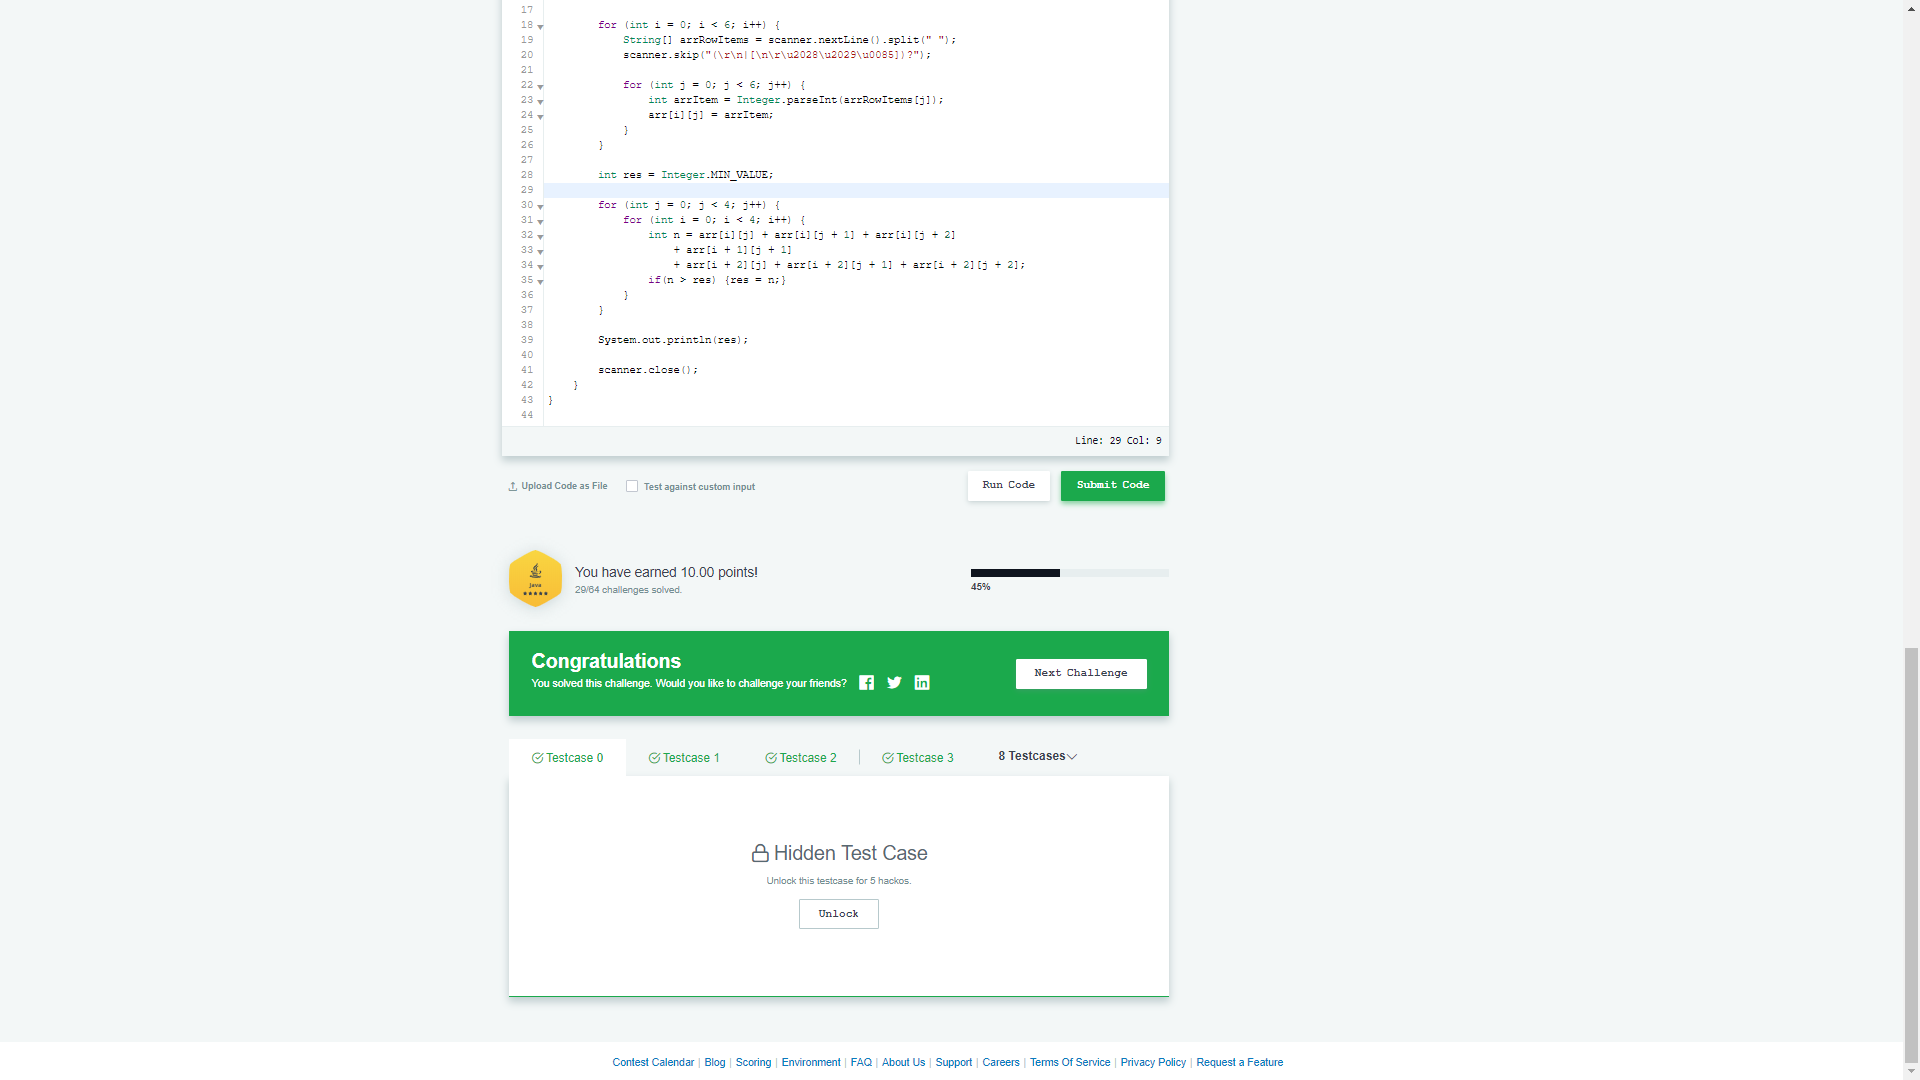 17
18 for (int i = 0; i < 6; i++) {
19 String[] arrRowItems = scanner.nextLine().split(" ");
20 scanner.skip("(\r\n|[\n\r\u2028\u2029\u0085])?");
21
22 for (int j = 0; j < 6; j++) {
23 int arrItem = Integer.parseInt(arrRowItems[j]);
24 arr[i][j] = arrItem;
25 }
26 }
27
28 int res = Integer.MIN_VALUE;
29
30 for (int j = 0; j < 4; j++) {
31 for (int i = 0; i < 4; i++) {
32 int n = arr[i][j] + arr[i][j + 1] + arr[i][j + 2]
33 + arr[i + 1][j + 1]
34 + arr[i + 2][j] + arr[i + 2][j + 1] + arr[i + 2][j + 2];
35 if(n > res) {res = n;}
36 }
37 }
38
39 System.out.println(res);
40
41 scanner.close();
42 }
43 }
44
Line: 29 Col: 9
Upload Code as File Test against custom input Run Code Submit Code
Java
You have earned 10.00 points!
29/64 challenges solved.
45%
Congratulations
You solved this challenge. Would you like to challenge your friends?
Next Challenge
Testcase 0 Testcase 1 Testcase 2 | Testcase 3 8 Testcases
Hidden Test Case
Unlock this testcase for 5 hackos.
Unlock
Contest Calendar | Blog | Scoring | Environment | FAQ | About Us | Support | Careers | Terms Of Service | Privacy Policy | Request a Feature